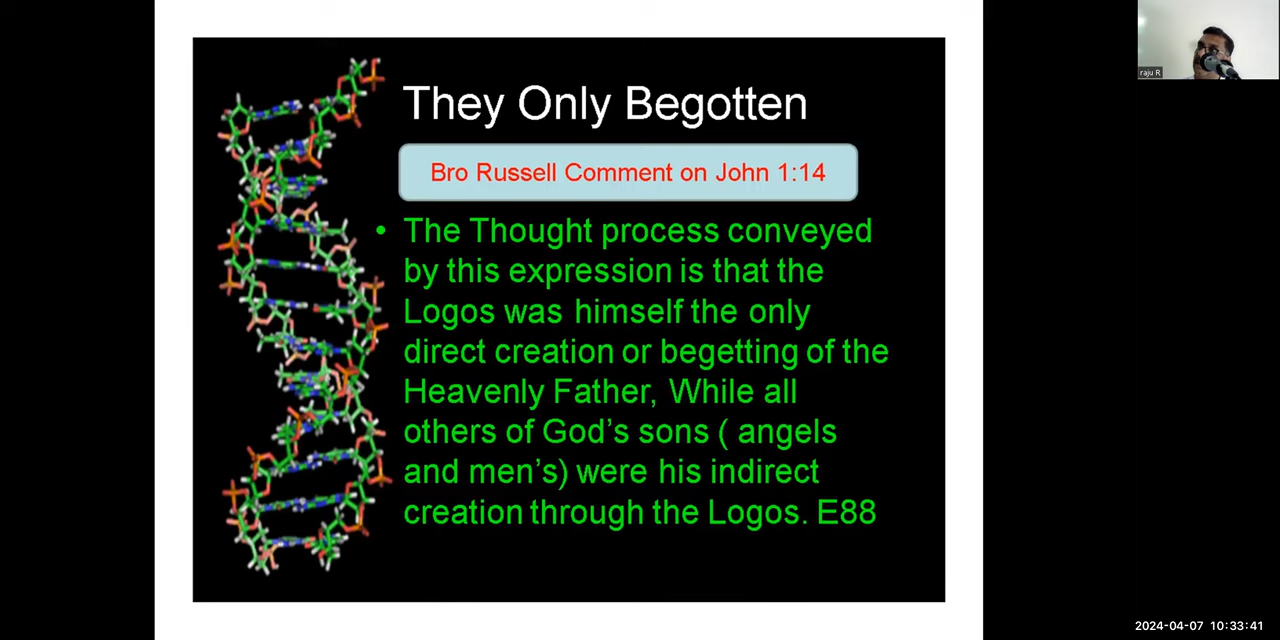 They Only Begotten
Bro Russell Comment on John 1:14
• The Thought process conveyed
by this expression is that the
Logos was himself the only
direct creation or begetting of the
Heavenly Father, While all
others of God's sons ( angels
and men's) were his indirect
creation through the Logos. E88
raju R
2024-04-07 10:33:41